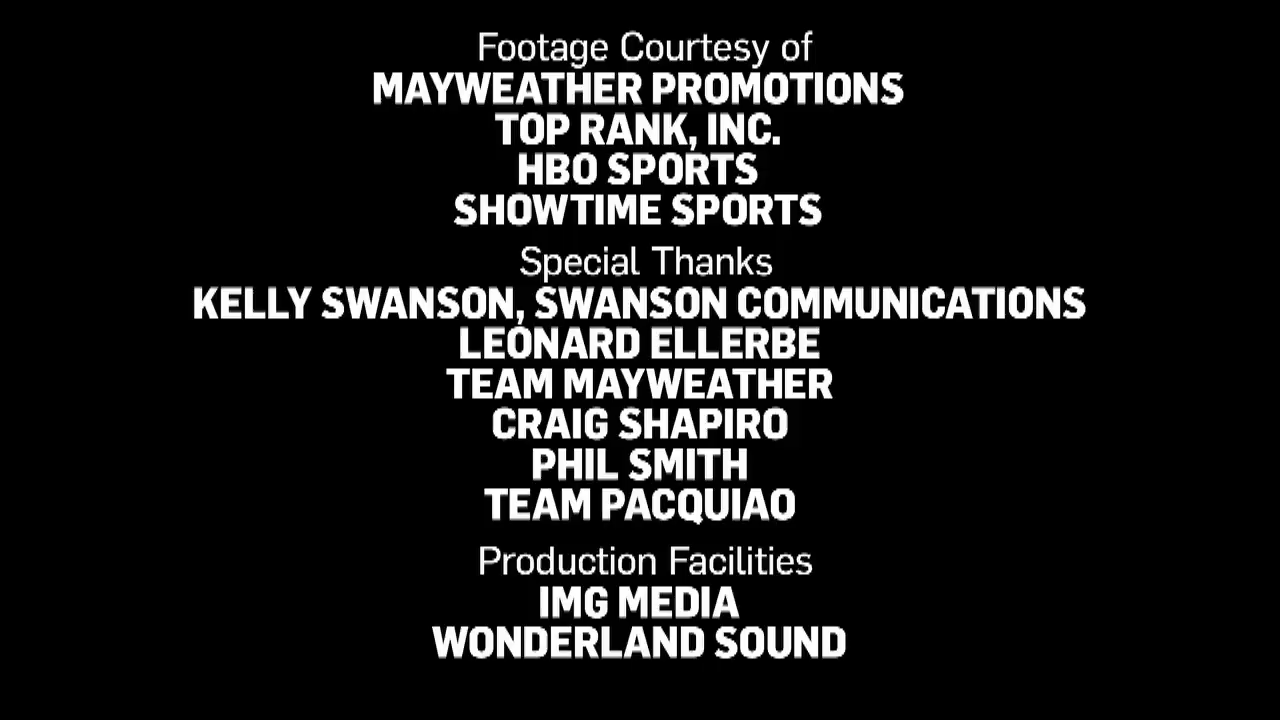 Footage Courtesy of
MAYWEATHER PROMOTIONS
TOP RANK, INC.
HBO SPORTS
SHOWTIME SPORTS
Special Thanks
KELLY SWANSON, SWANSON COMMUNICATIONS
LEONARD ELLERBE
TEAM MAYWEATHER
CRAIG SHAPIRO
PHIL SMITH
TEAM PACQUIAO
Production Facilities
IMG MEDIA
WONDERLAND SOUND